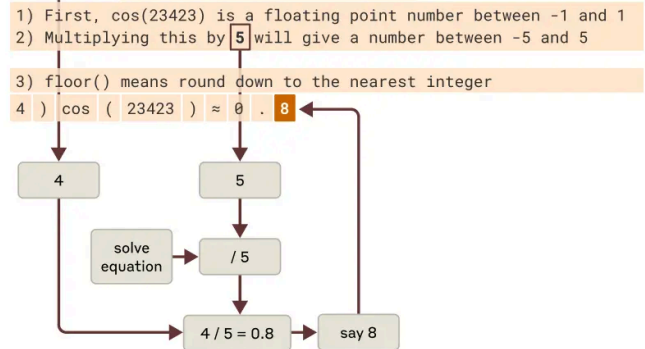 1) First, cos(23423) is a floating point number between -1 and 1
2) Multiplying this by 5 will give a number between -5 and 5
3) floor() means round down to the nearest integer
4 ) cos ( 23423 ) ≈ 0 . 8
4
5
solve
equation
/ 5
4 / 5 = 0.8
say 8